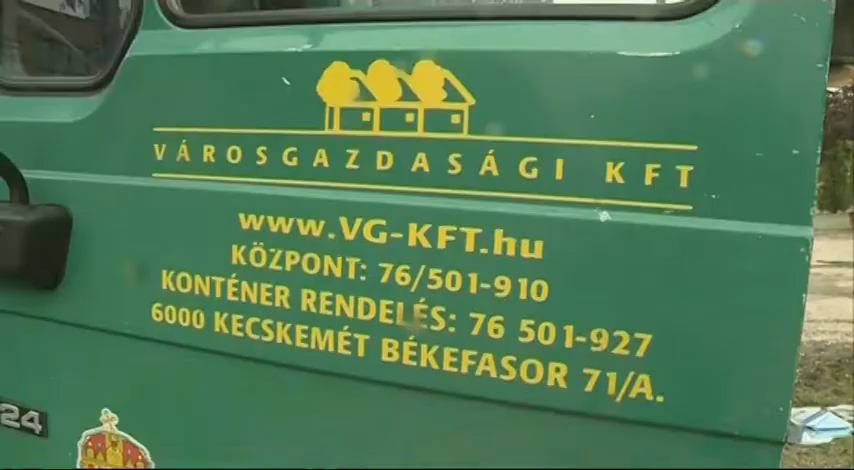 VÁROSGAZDASÁGI KFT
www.VG-KFT.hu
KÖZPONT: 76/501-910
KONTÉNER RENDELÉS: 76 501-927
6000 KECSKEMÉT BÉKEFASOR 71/A.
24